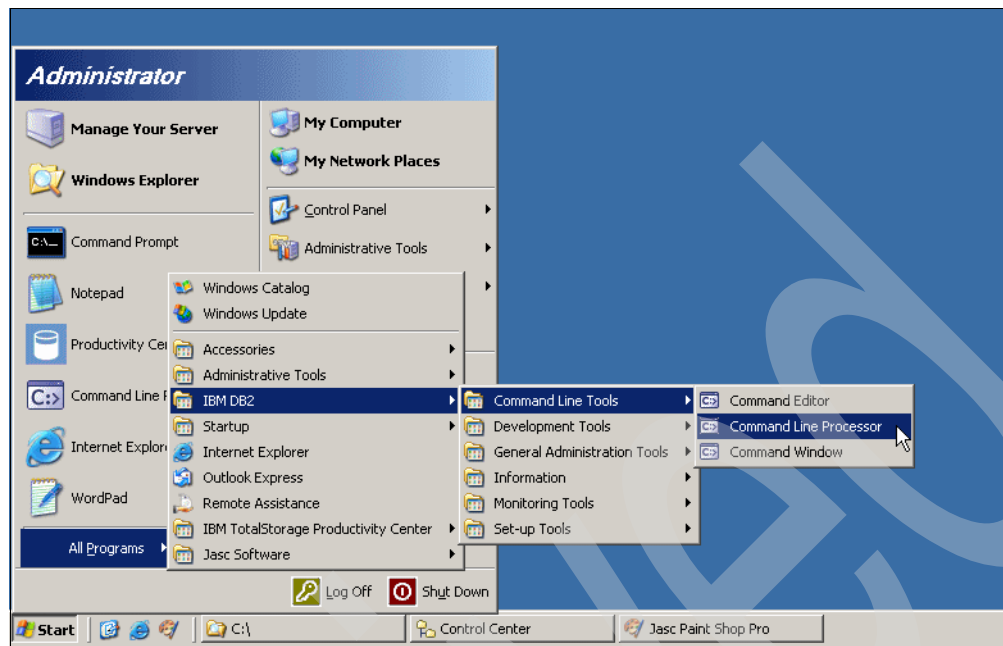 Administrator
Manage Your Server
Windows Explorer
C:\_ Command Prompt
Notepad
Productivity
C:> Command Line
Internet
WordPad
All Programs
My Computer
My Network Places
Control Panel
Administrative Tools
Windows Catalog
Windows Update
Accessories
Administrative Tools
IBM DB2
Startup
Internet Explorer
Outlook Express
Remote Assistance
IBM TotalStorage Productivity Center
Jasc Software
Command Line Tools
Development Tools
General Administration Tools
Information
Monitoring Tools
Set-up Tools
Command Editor
Command Line Processor
Command Window
Log Off
Shut Down
Start
C:\
Control Center
Jasc Paint Shop Pro